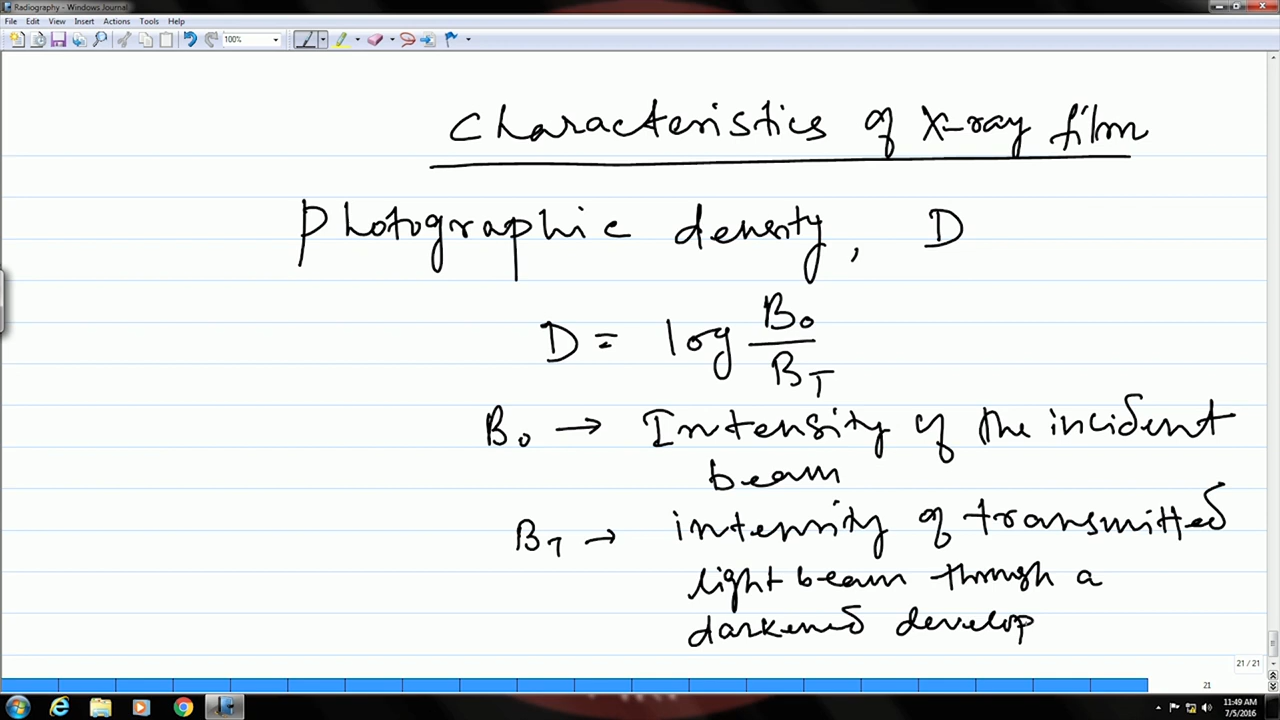 Radiography - Windows Journal
File Edit View Insert Actions Tools Help
100%
Characteristics of X-ray film
Photographic density, D
D = log B₀/B_T
B₀ → Intensity of the incident
beam
B_T → intensity of transmitted
light beam through a
darkened develop
21 / 21
21
11:49 AM
7/5/2016